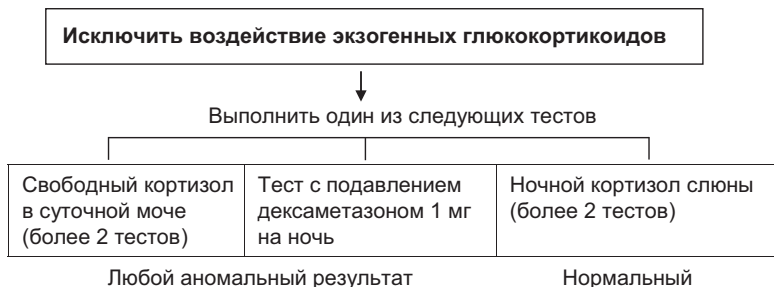 Исключить воздействие экзогенных глюкокортикоидов
Выполнить один из следующих тестов
Свободный кортизол
в суточной моче
(более 2 тестов)
Тест с подавлением
дексаметазоном 1 мг
на ночь
Ночной кортизол слюны
(более 2 тестов)
Любой аномальный результат
Нормальный